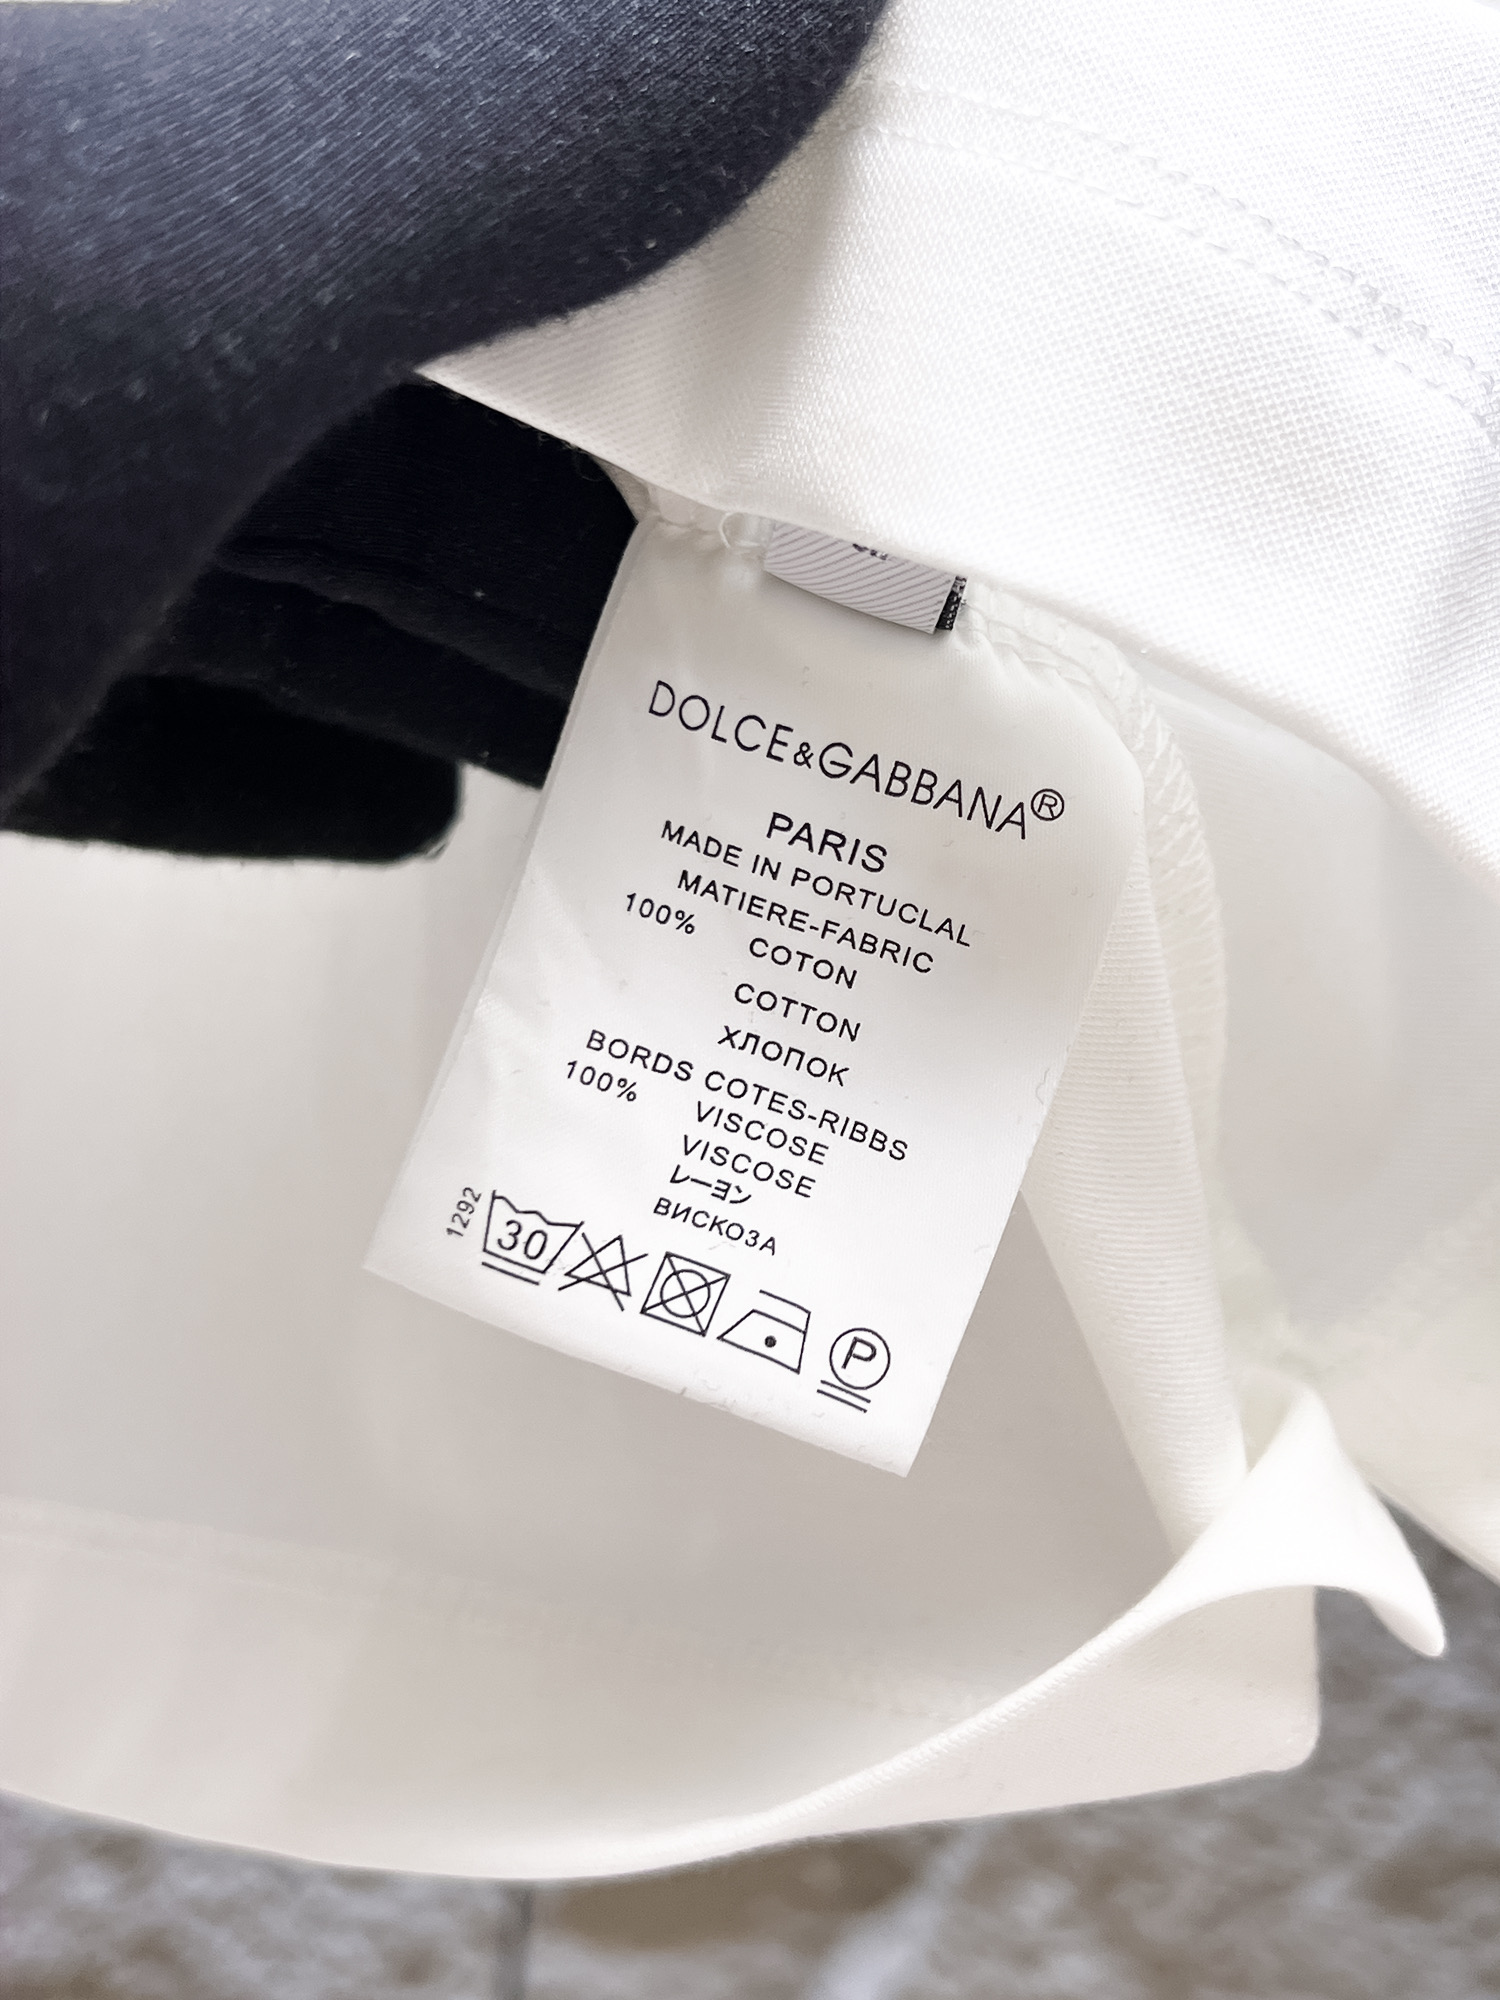 DOLCE&GABBANA®
PARIS
MADE IN PORTUCLAL
MATIERE-FABRIC
100% COTON
COTTON
ХЛОПОК
BORDS COTES-RIBBS
100% VISCOSE
VISCOSE
レーヨン
ВИСКОЗА
1292
30
P